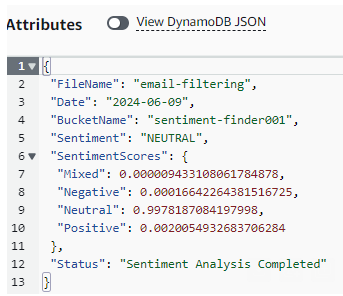 Attributes View DynamoDB JSON
1 {
2 "FileName": "email-filtering",
3 "Date": "2024-06-09",
4 "BucketName": "sentiment-finder001",
5 "Sentiment": "NEUTRAL",
6 "SentimentScores": {
7 "Mixed": 0.000009433108061784878,
8 "Negative": 0.00016642264381516725,
9 "Neutral": 0.9978187084197998,
10 "Positive": 0.0020054932683706284
11 },
12 "Status": "Sentiment Analysis Completed"
13 }